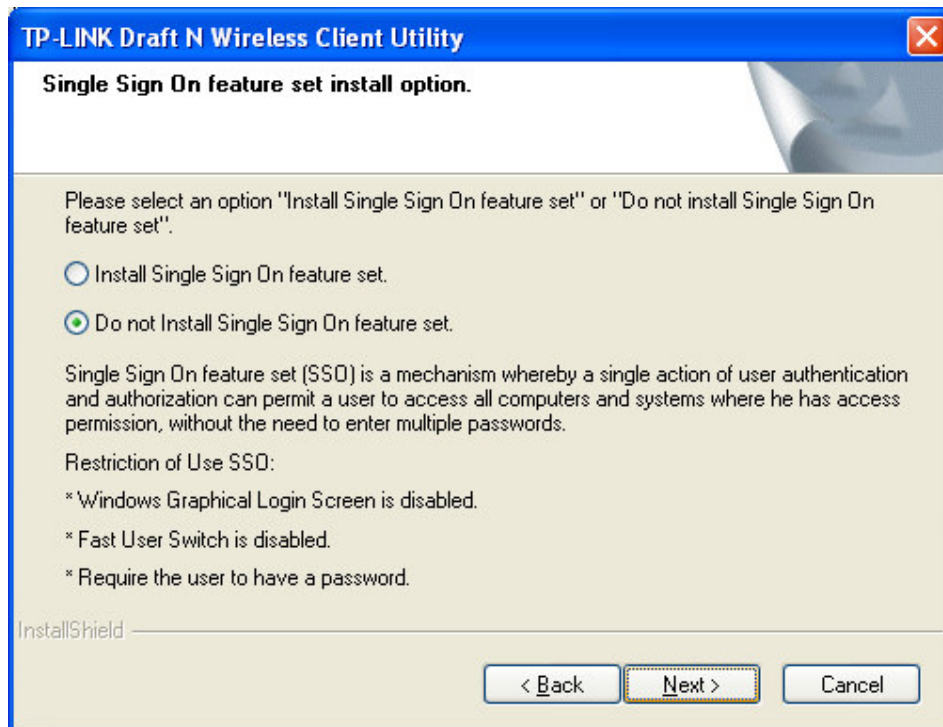 TP-LINK Draft N Wireless Client Utility
Single Sign On feature set install option.
Please select an option "Install Single Sign On feature set" or "Do not install Single Sign On
feature set".
Install Single Sign On feature set.
Do not Install Single Sign On feature set.
Single Sign On feature set (SSO) is a mechanism whereby a single action of user authentication
and authorization can permit a user to access all computers and systems where he has access
permission, without the need to enter multiple passwords.
Restriction of Use SSO:
* Windows Graphical Login Screen is disabled.
* Fast User Switch is disabled.
* Require the user to have a password.
InstallShield
< Back
Next >
Cancel